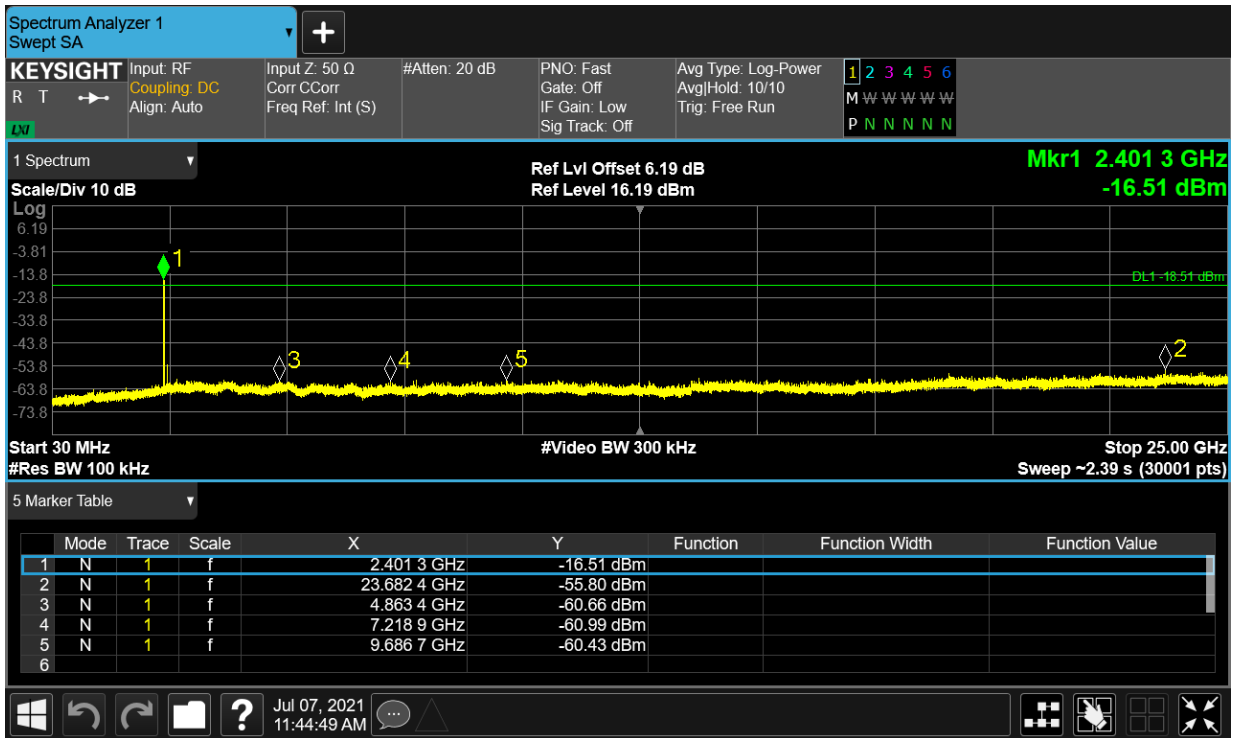 Spectrum Analyzer 1
Swept SA
KEYSIGHT
R T
LXI
Input: RF
Coupling: DC
Align: Auto
Input Z: 50 Ω
Corr CCorr
Freq Ref: Int (S)
#Atten: 20 dB
PNO: Fast
Gate: Off
IF Gain: Low
Sig Track: Off
Avg Type: Log-Power
Avg|Hold: 10/10
Trig: Free Run
1 2 3 4 5 6
M W W W W W
P N N N N N
1 Spectrum
Scale/Div 10 dB
Log
Ref Lvl Offset 6.19 dB
Ref Level 16.19 dBm
Mkr1 2.401 3 GHz
-16.51 dBm
6.19
-3.81
-13.8
-23.8
-33.8
-43.8
-53.8
-63.8
-73.8
1
3
4
5
2
DL1 -18.51 dBm
Start 30 MHz
#Res BW 100 kHz
#Video BW 300 kHz
Stop 25.00 GHz
Sweep ~2.39 s (30001 pts)
5 Marker Table
Mode Trace Scale X Y Function Function Width Function Value
1 N 1 f 2.401 3 GHz -16.51 dBm
2 N 1 f 23.682 4 GHz -55.80 dBm
3 N 1 f 4.863 4 GHz -60.66 dBm
4 N 1 f 7.218 9 GHz -60.99 dBm
5 N 1 f 9.686 7 GHz -60.43 dBm
6
?
Jul 07, 2021
11:44:49 AM